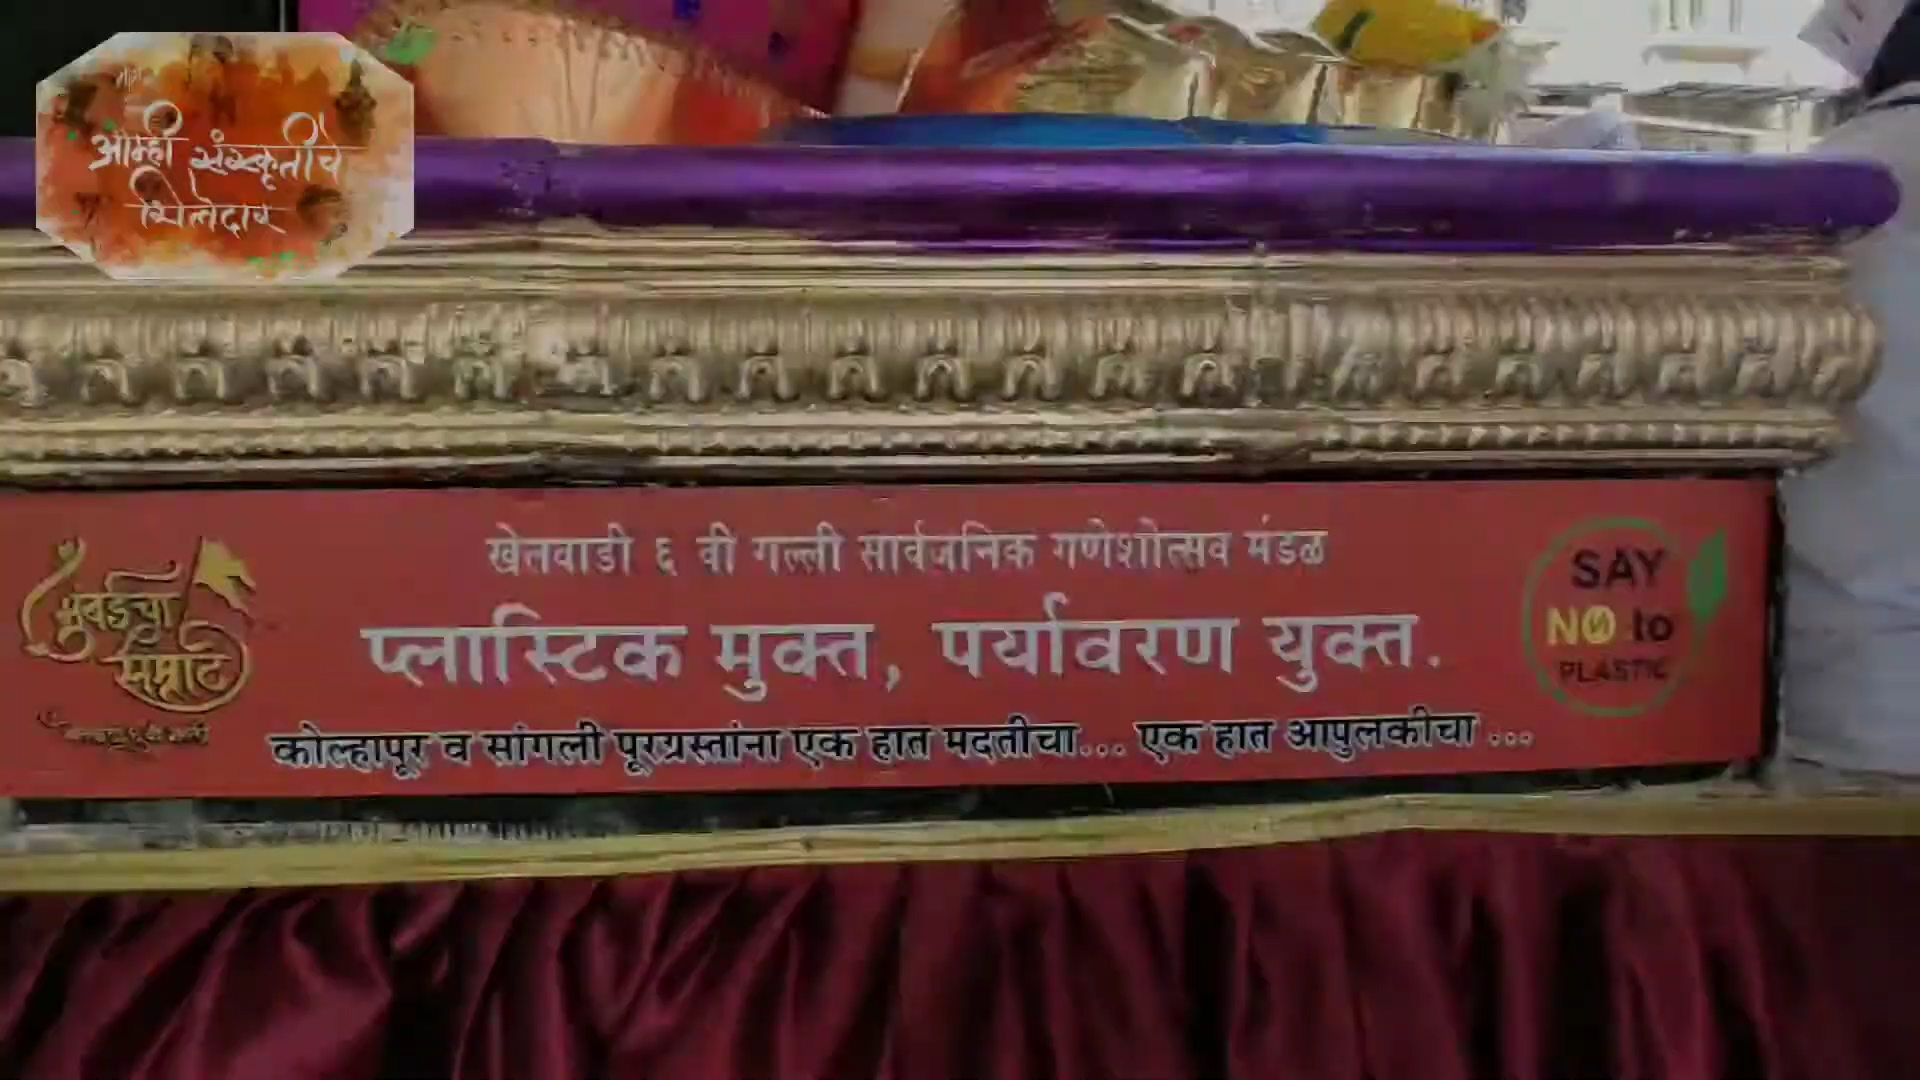 आम्ही संस्कृतीचे
शिलेदार
खेतवाडी ६ वी गल्ली सार्वजनिक गणेशोत्सव मंडळ
मुंबईचा
सम्राट
प्लास्टिक मुक्त, पर्यावरण युक्त.
कोल्हापूर व सांगली पूरग्रस्तांना एक हात मदतीचा... एक हात आपुलकीचा ...
SAY
NO to
PLASTIC